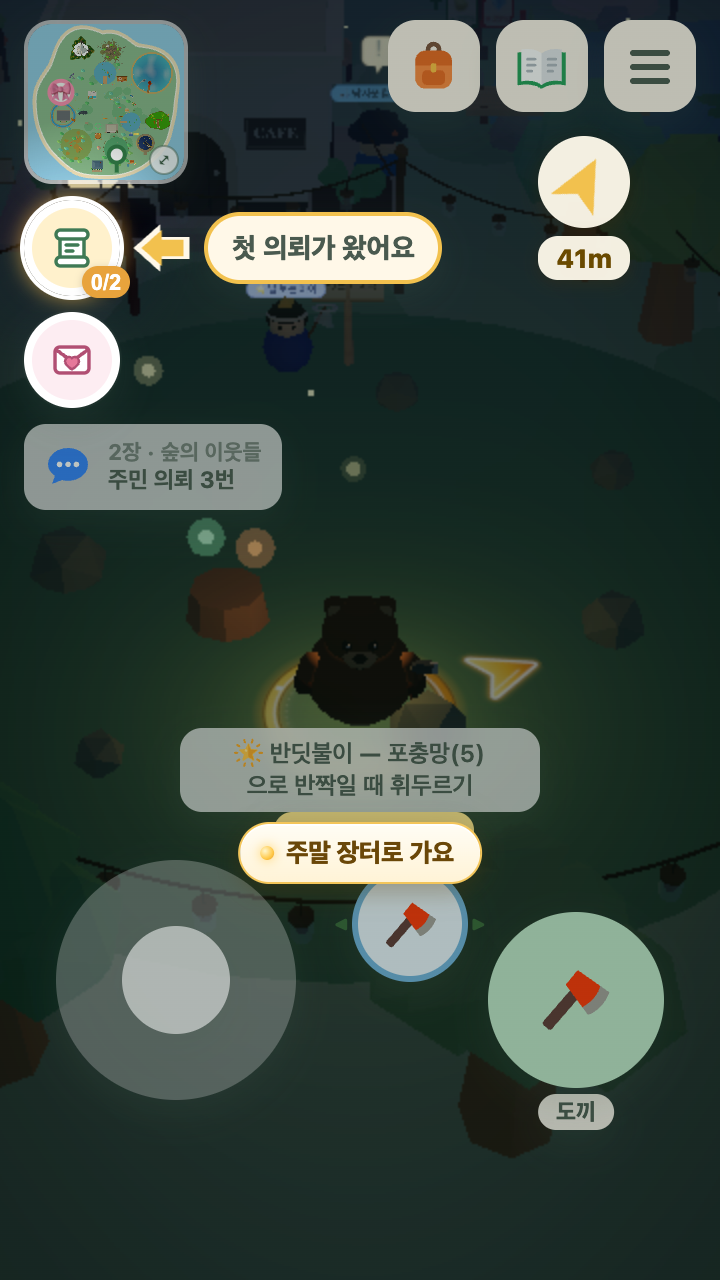 CAFE
첫 의뢰가 왔어요
41m
0/2
2장 · 숲의 이웃들
주민 의뢰 3번
반딧불이 — 포충망(5)
으로 반짝일 때 휘두르기
주말 장터로 가요
도끼